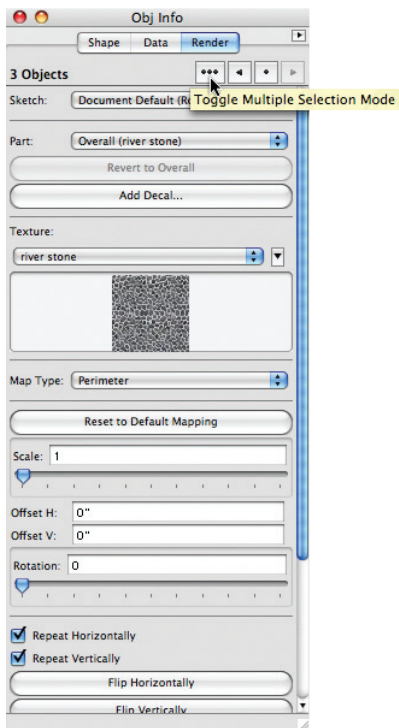 Obj Info
Shape Data Render
3 Objects
Toggle Multiple Selection Mode
Sketch: Document Default (R
Part: Overall (river stone)
Revert to Overall
Add Decal...
Texture:
river stone
Map Type: Perimeter
Reset to Default Mapping
Scale: 1
Offset H: 0"
Offset V: 0"
Rotation: 0
Repeat Horizontally
Repeat Vertically
Flip Horizontally
Flip Vertically